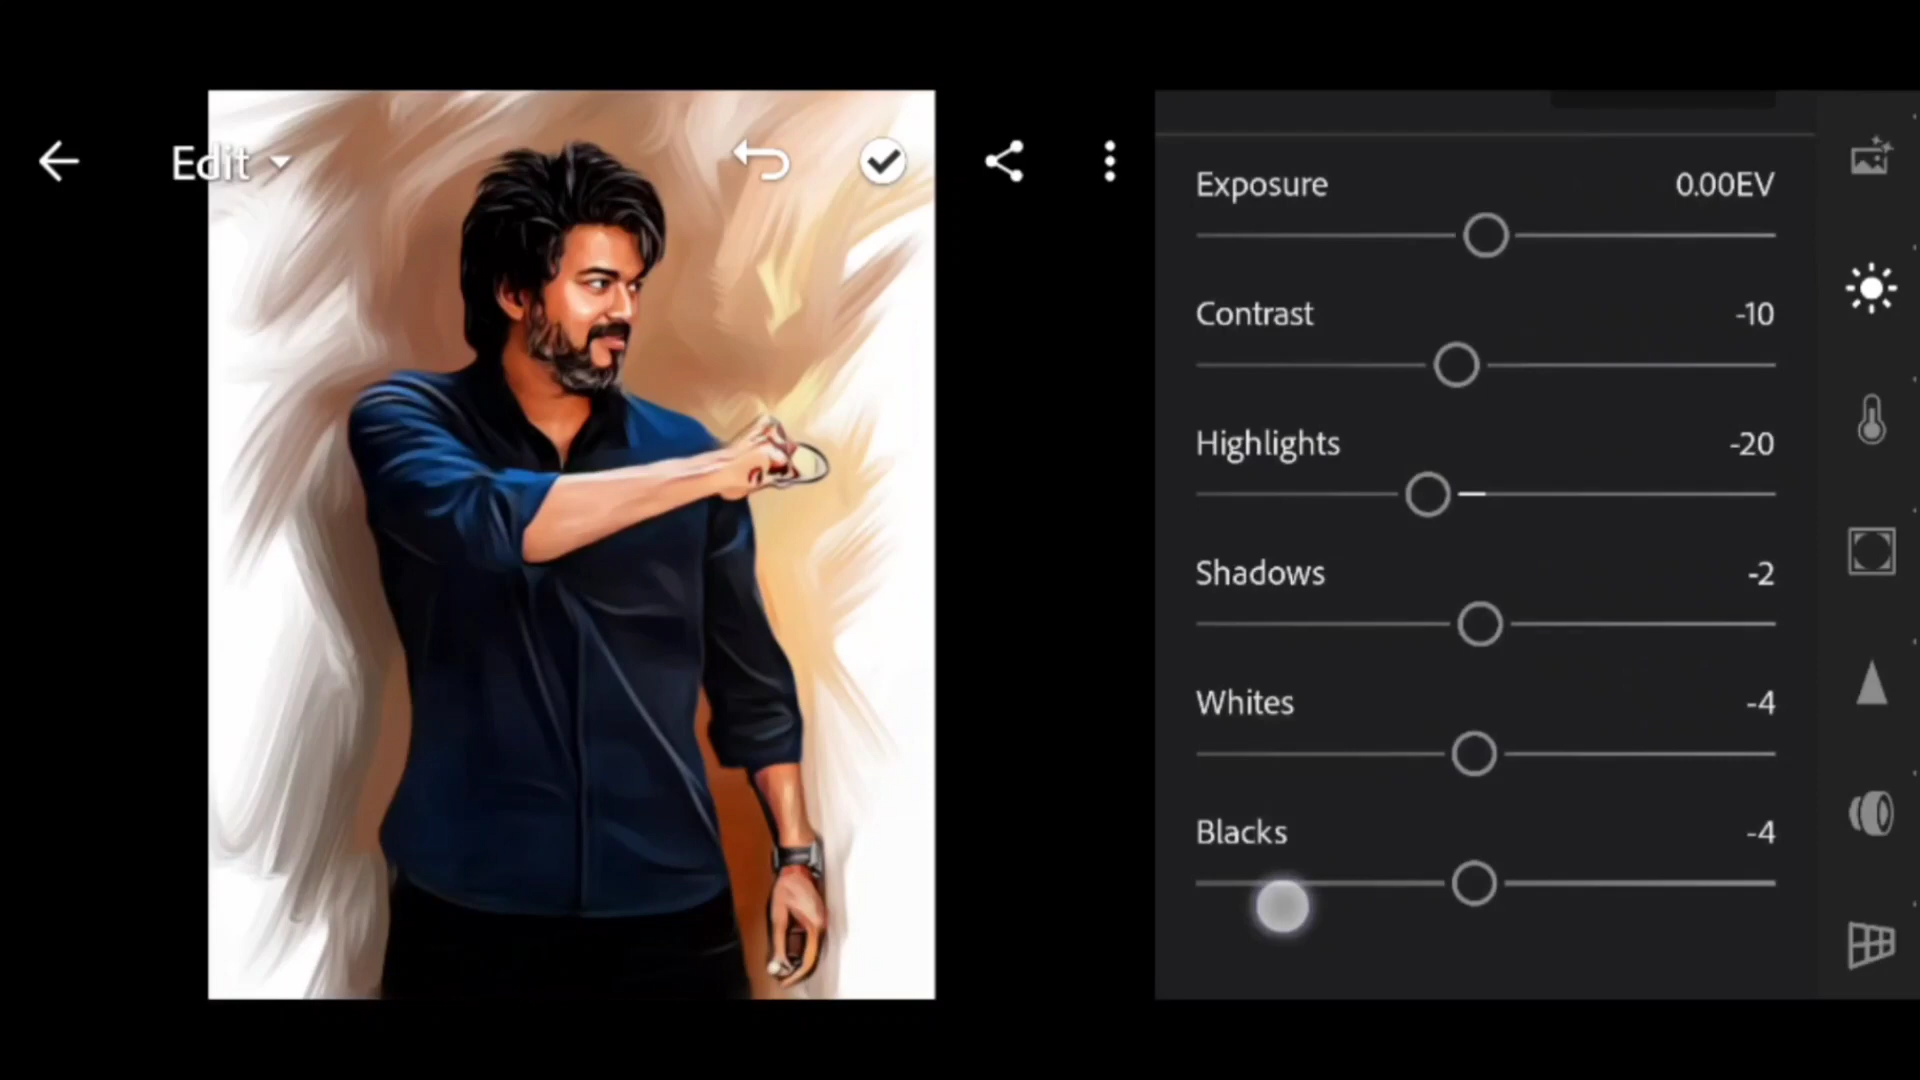 Edit
Exposure 0.00EV
Contrast -10
Highlights -20
Shadows -2
Whites -4
Blacks -4